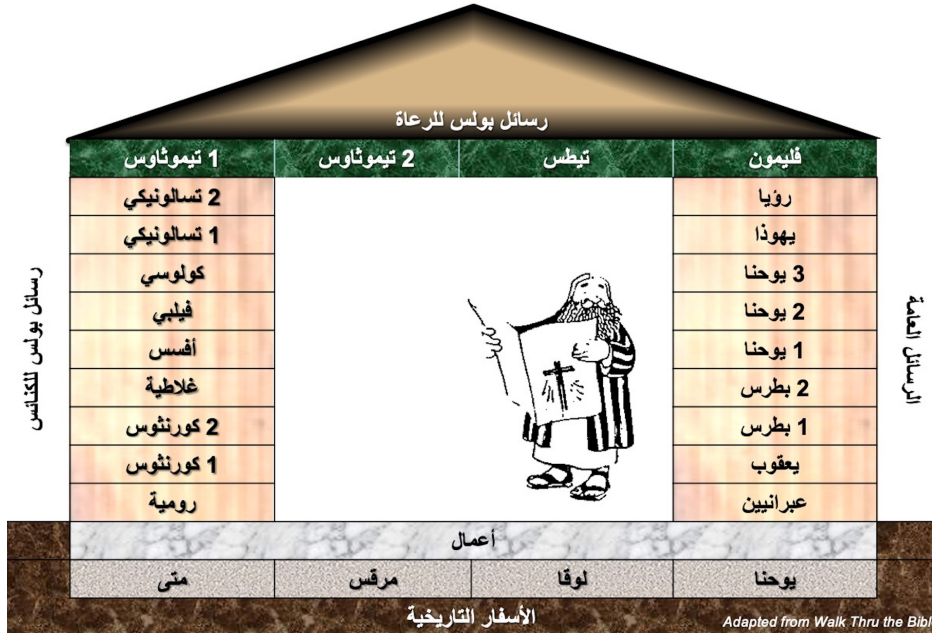 رسائل بولس للرعاة
1 تيموثاوس
2 تيموثاوس
تيطس
فليمون
2 تسالونيكي
1 تسالونيكي
كولوسي
فيلبي
أفسس
غلاطية
2 كورنثوس
1 كورنثوس
رومية
رسائل بولس للكنائس
رؤيا
يهوذا
3 يوحنا
2 يوحنا
1 يوحنا
2 بطرس
1 بطرس
يعقوب
عبرانيين
الرسائل العامة
أعمال
متى
مرقس
لوقا
يوحنا
الأسفار التاريخية
Adapted from Walk Thru the Bibl